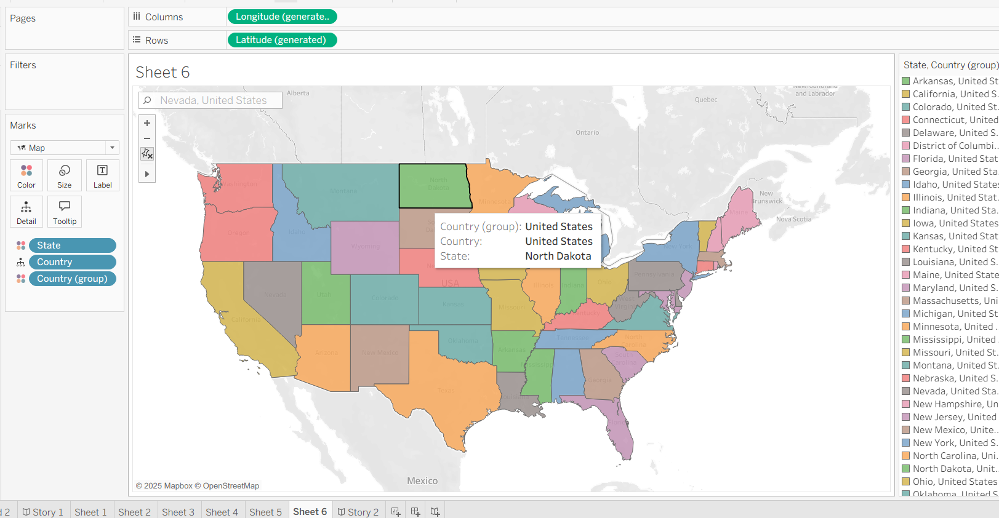 Pages
Filters
Marks
Map
Color
Size
Label
Detail
Tooltip
State
Country
Country (group)
Columns
Longitude (generate..
Rows
Latitude (generated)
Sheet 6
Nevada, United States
Alberta
Ontario
Quebec
Newfoundland
and Labrador
New
Brunswick
Nova Scotia
Washington
Montana
North
Dakota
Minnesota
Oregon
Idaho
Wyoming
Maine
New York
Country (group): United States
Country: United States
State: North Dakota
USA
Nevada
Utah
Colorado
Kansas
Missouri
Illinois
Indiana
Ohio
Pennsylvania
West
Virginia
California
Arizona
New Mexico
Oklahoma
Arkansas
Tennessee
North
Carolina
South
Carolina
Georgia
Texas
Mexico
© 2025 Mapbox © OpenStreetMap
State, Country (group)
Arkansas, United St
California, United S..
Colorado, United St.
Connecticut, United
Delaware, United S.
District of Columbi..
Florida, United Stat
Georgia, United Sta.
Idaho, United States
Illinois, United Stat.
Indiana, United Sta.
Iowa, United States
Kansas, United Stat
Kentucky, United St
Louisiana, United S.
Maine, United State
Maryland, United S.
Massachusetts, Uni
Michigan, United St
Minnesota, United .
Mississippi, United
Missouri, United St.
Montana, United St.
Nebraska, United S.
Nevada, United Sta.
New Hampshire, Un
New Jersey, United
New Mexico, Unite..
New York, United S.
North Carolina, Uni.
North Dakota, Unit..
Ohio, United States
Oklahoma, United S
d 2
Story 1
Sheet 1
Sheet 2
Sheet 3
Sheet 4
Sheet 5
Sheet 6
Story 2